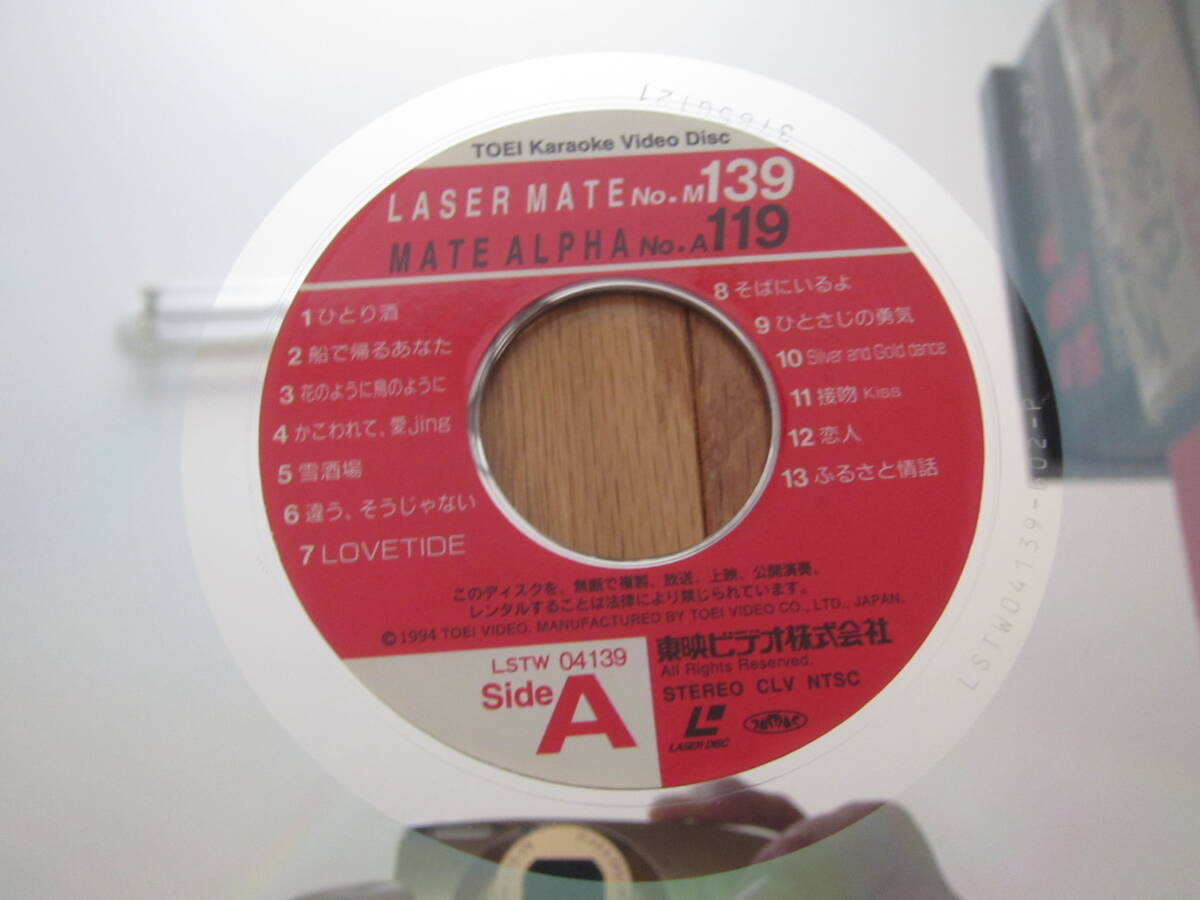 TOEI Karaoke Video Disc
LASER MATE No.M139
MATE ALPHA No.A119
1 ひとり酒
2 船で帰るあなた
3 花のように鳥のように
4 かこわれて、愛jing
5 雪酒場
6 違う、そうじゃない
7 LOVETIDE
8 そばにいるよ
9 ひとさじの勇気
10 Silver and Gold dance
11 接吻 Kiss
12 恋人
13 ふるさと情話
このディスクを、無断で複製、放送、上映、公開演奏、
レンタルすることは法律により禁じられています。
©1994 TOEI VIDEO. MANUFACTURED BY TOEI VIDEO CO., LTD., JAPAN.
LSTW 04139
Side A
東映ビデオ株式会社
All Rights Reserved.
STEREO CLV NTSC
LASER DISC
JASRAC